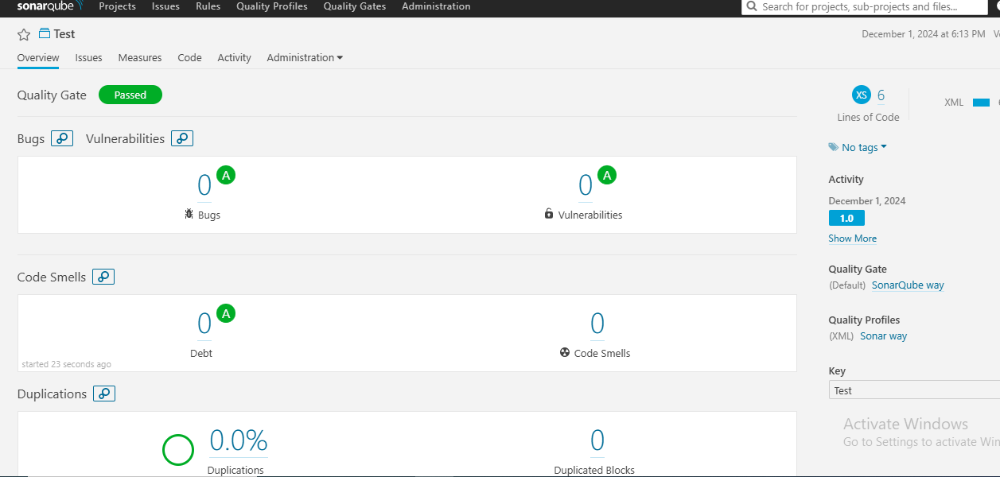 sonarqube Projects Issues Rules Quality Profiles Quality Gates Administration Search for projects, sub-projects and files...
Test December 1, 2024 at 6:13 PM
Overview Issues Measures Code Activity Administration
Quality Gate Passed
XS 6
Lines of Code
XML
Bugs Vulnerabilities
0 A
Bugs
0 A
Vulnerabilities
Code Smells
0 A
Debt
0
Code Smells
started 23 seconds ago
Duplications
0.0%
Duplications
0
Duplicated Blocks
No tags
Activity
December 1, 2024
1.0
Show More
Quality Gate
(Default) SonarQube way
Quality Profiles
(XML) Sonar way
Key
Test
Activate Windows
Go to Settings to activate